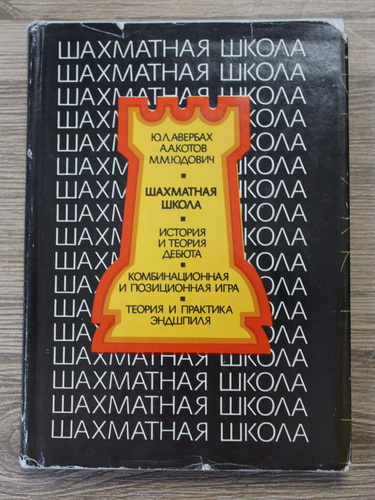 ШАХМАТНАЯ ШКОЛА
ШАХМАТНАЯ ШКОЛА
ШАХМАТНАЯ ШКОЛА
Ю.Л.АВЕРБАХ
А.А.КОТОВ
М.М.ЮДОВИЧ
ШАХМАТНАЯ
ШКОЛА
ИСТОРИЯ
И ТЕОРИЯ
ДЕБЮТА
КОМБИНАЦИОННАЯ
И ПОЗИЦИОННАЯ ИГРА
ТЕОРИЯ И ПРАКТИКА
ЭНДШПИЛЯ
ШАХМАТНАЯ ШКОЛА
ШАХМАТНАЯ ШКОЛА
ШАХМАТНАЯ ШКОЛА
ШАХМАТНАЯ ШКОЛА